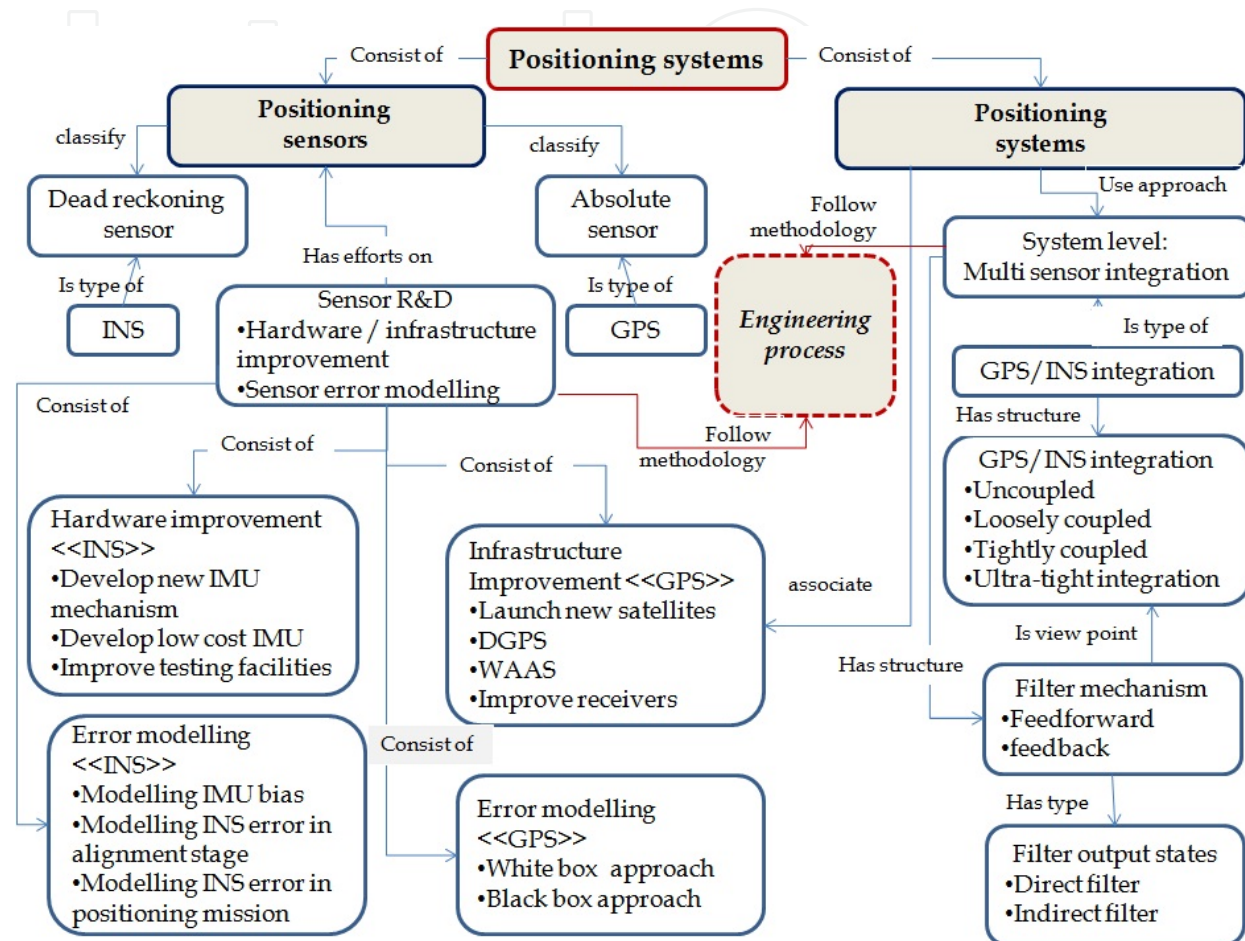 Positioning systems
Consist of
Consist of
Positioning
sensors
Positioning
systems
classify
classify
Dead reckoning
sensor
Absolute
sensor
Use approach
Follow
methodology
System level:
Multi sensor integration
Has efforts on
Is type of
Is type of
INS
GPS
Sensor R&D
•Hardware / infrastructure
improvement
•Sensor error modelling
Engineering
process
Is type of
GPS/INS integration
Consist of
Has structure
Follow
methodology
Consist of
Consist of
GPS/INS integration
•Uncoupled
•Loosely coupled
•Tightly coupled
•Ultra-tight integration
Hardware improvement
<<INS>>
•Develop new IMU
mechanism
•Develop low cost IMU
•Improve testing facilities
Infrastructure
Improvement <<GPS>>
•Launch new satellites
•DGPS
•WAAS
•Improve receivers
associate
Is view point
Has structure
Filter mechanism
•Feedforward
•feedback
Error modelling
<<INS>>
•Modelling IMU bias
•Modelling INS error in
alignment stage
•Modelling INS error in
positioning mission
Consist of
Error modelling
<<GPS>>
•White box approach
•Black box approach
Has type
Filter output states
•Direct filter
•Indirect filter